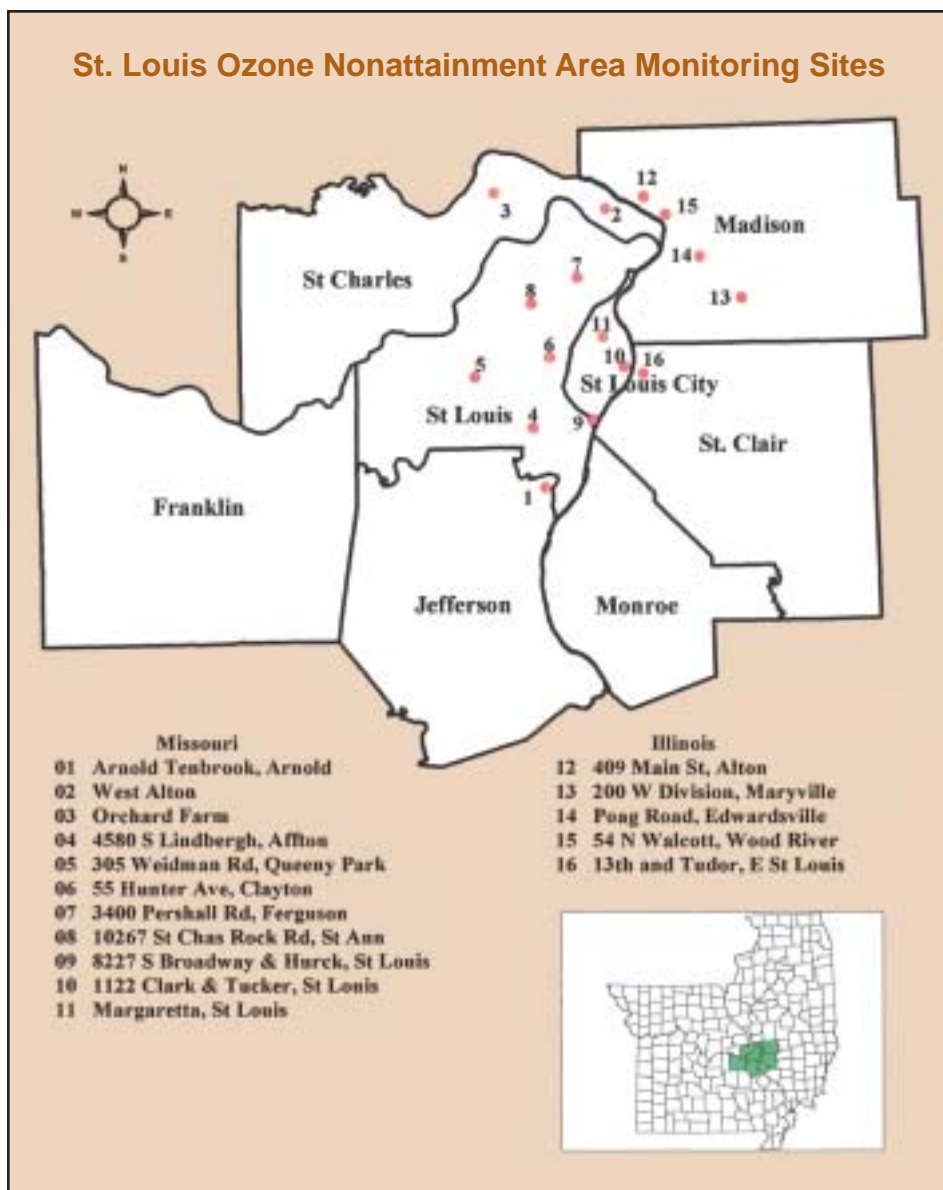 St. Louis Ozone Nonattainment Area Monitoring Sites
N
W E
S
12
3
2
15
Madison
14
7
St Charles
13
8
11
6
10
16
5
St Louis City
St Louis
4
9
St. Clair
1
Franklin
Jefferson
Monroe
Missouri
01 Arnold Tenbrook, Arnold
02 West Alton
03 Orchard Farm
04 4580 S Lindbergh, Affton
05 305 Weidman Rd, Queeny Park
06 55 Hunter Ave, Clayton
07 3400 Pershall Rd, Ferguson
08 10267 St Chas Rock Rd, St Ann
09 8227 S Broadway & Hurck, St Louis
10 1122 Clark & Tucker, St Louis
11 Margaretta, St Louis
Illinois
12 409 Main St, Alton
13 200 W Division, Maryville
14 Poag Road, Edwardsville
15 54 N Walcott, Wood River
16 13th and Tudor, E St Louis